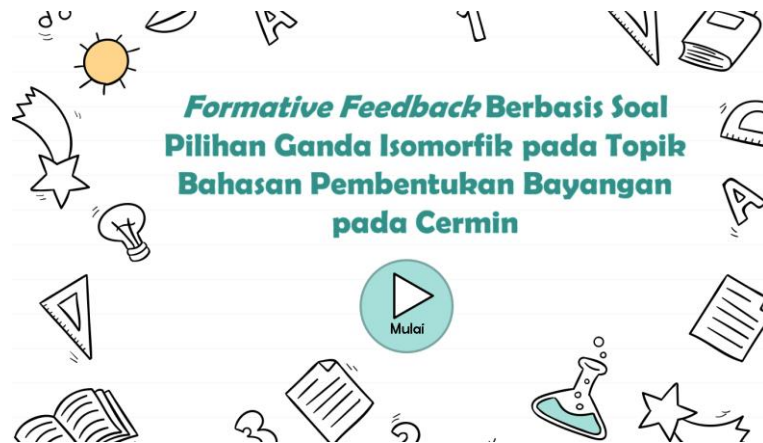 Formative Feedback Berbasis Soal
Pilihan Ganda Isomorfik pada Topik
Bahasan Pembentukan Bayangan
pada Cermin
Mulai